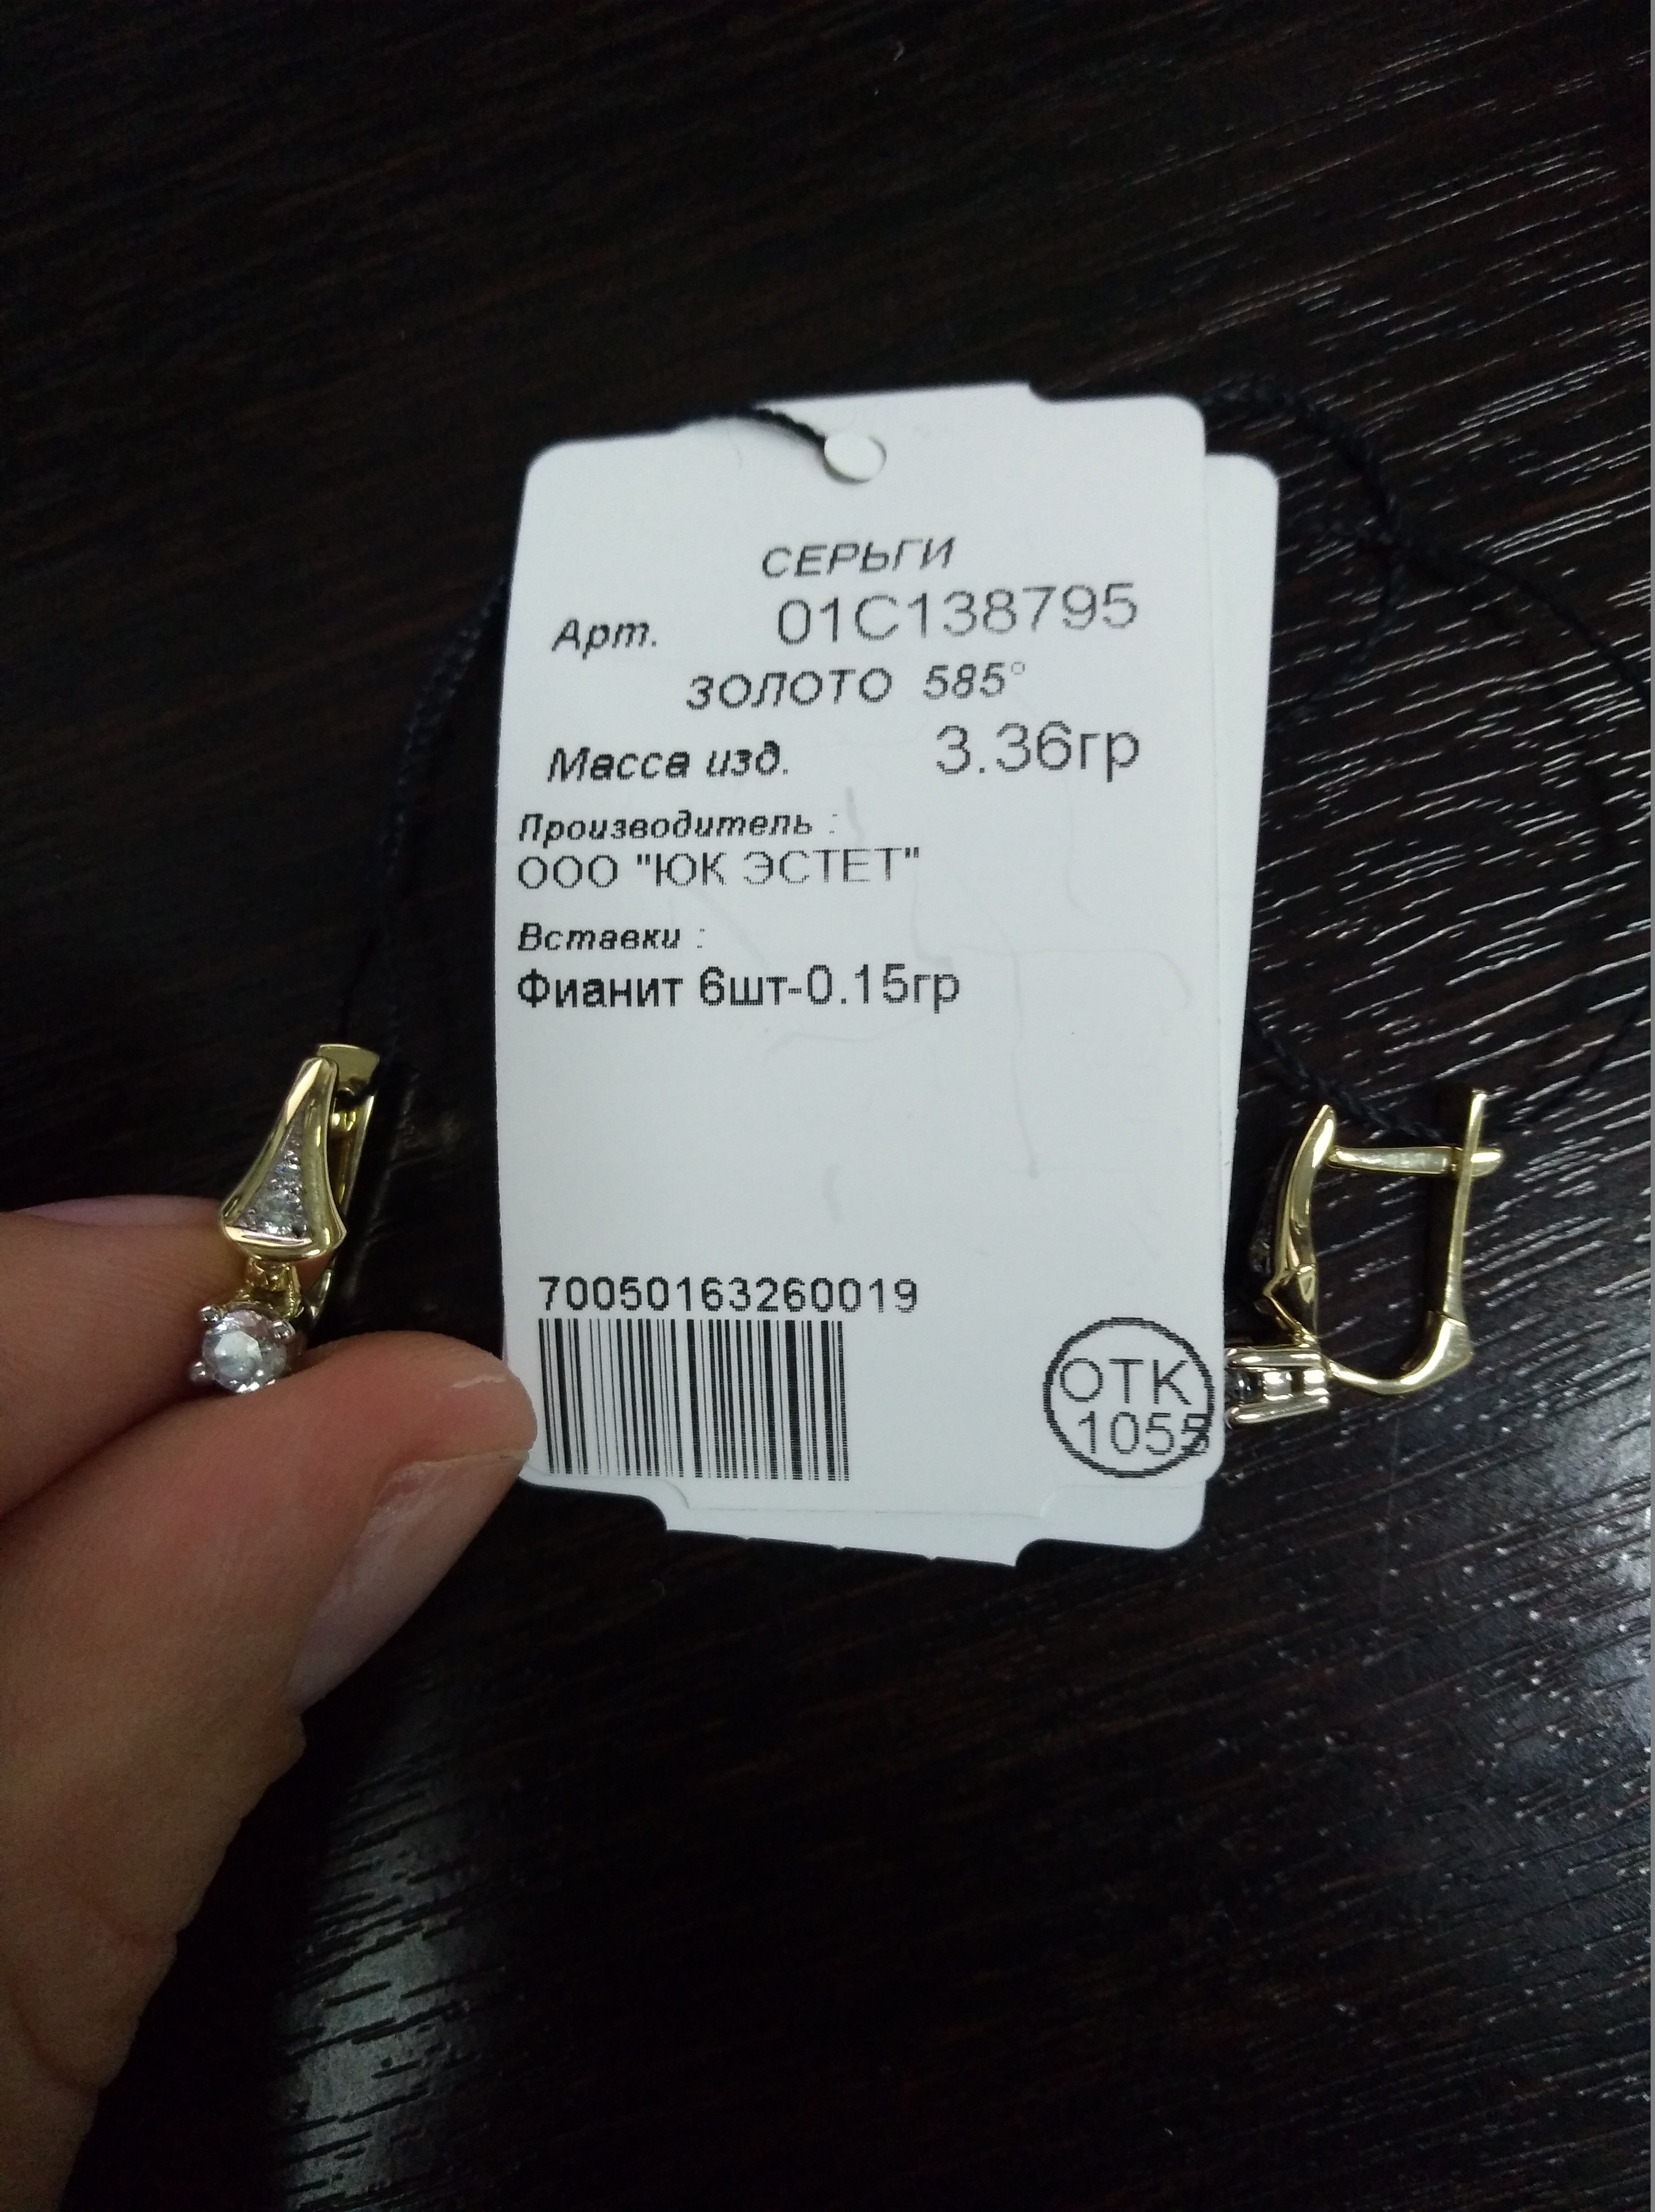 СЕРЬГИ
Арт. 01С138795
ЗОЛОТО 585°
Масса изд. 3.36гр
Производитель :
ООО "ЮК ЭСТЕТ"
Вставки :
Фианит 6шт-0.15гр
70050163260019
ОТК
1055